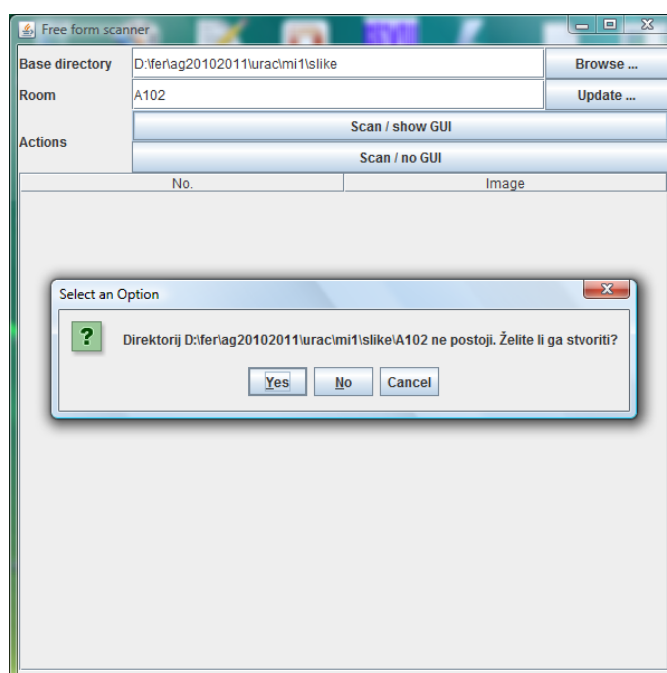 Free form scanner
Base directory D:\fer\ag20102011\urac\mi1\slike Browse ...
Room A102 Update ...
Actions
Scan / show GUI
Scan / no GUI
No. Image
Select an Option
? Direktorij D:\fer\ag20102011\urac\mi1\slike\A102 ne postoji. Želite li ga stvoriti?
Yes No Cancel